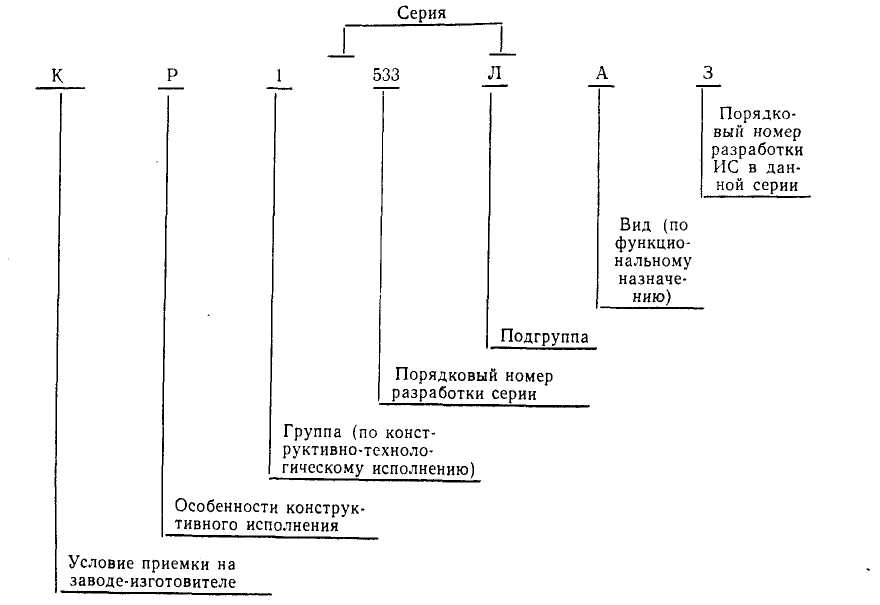 Серия
К Р 1 533 Л А 3
Порядко-
вый номер
разработки
ИС в дан-
ной серии
Вид (по
функцио-
нальному
назначе-
нию)
Подгруппа
Порядковый номер
разработки серии
Группа (по конст-
руктивно-техноло-
гическому исполнению)
Особенности конструк-
тивного исполнения
Условие приемки на
заводе-изготовителе